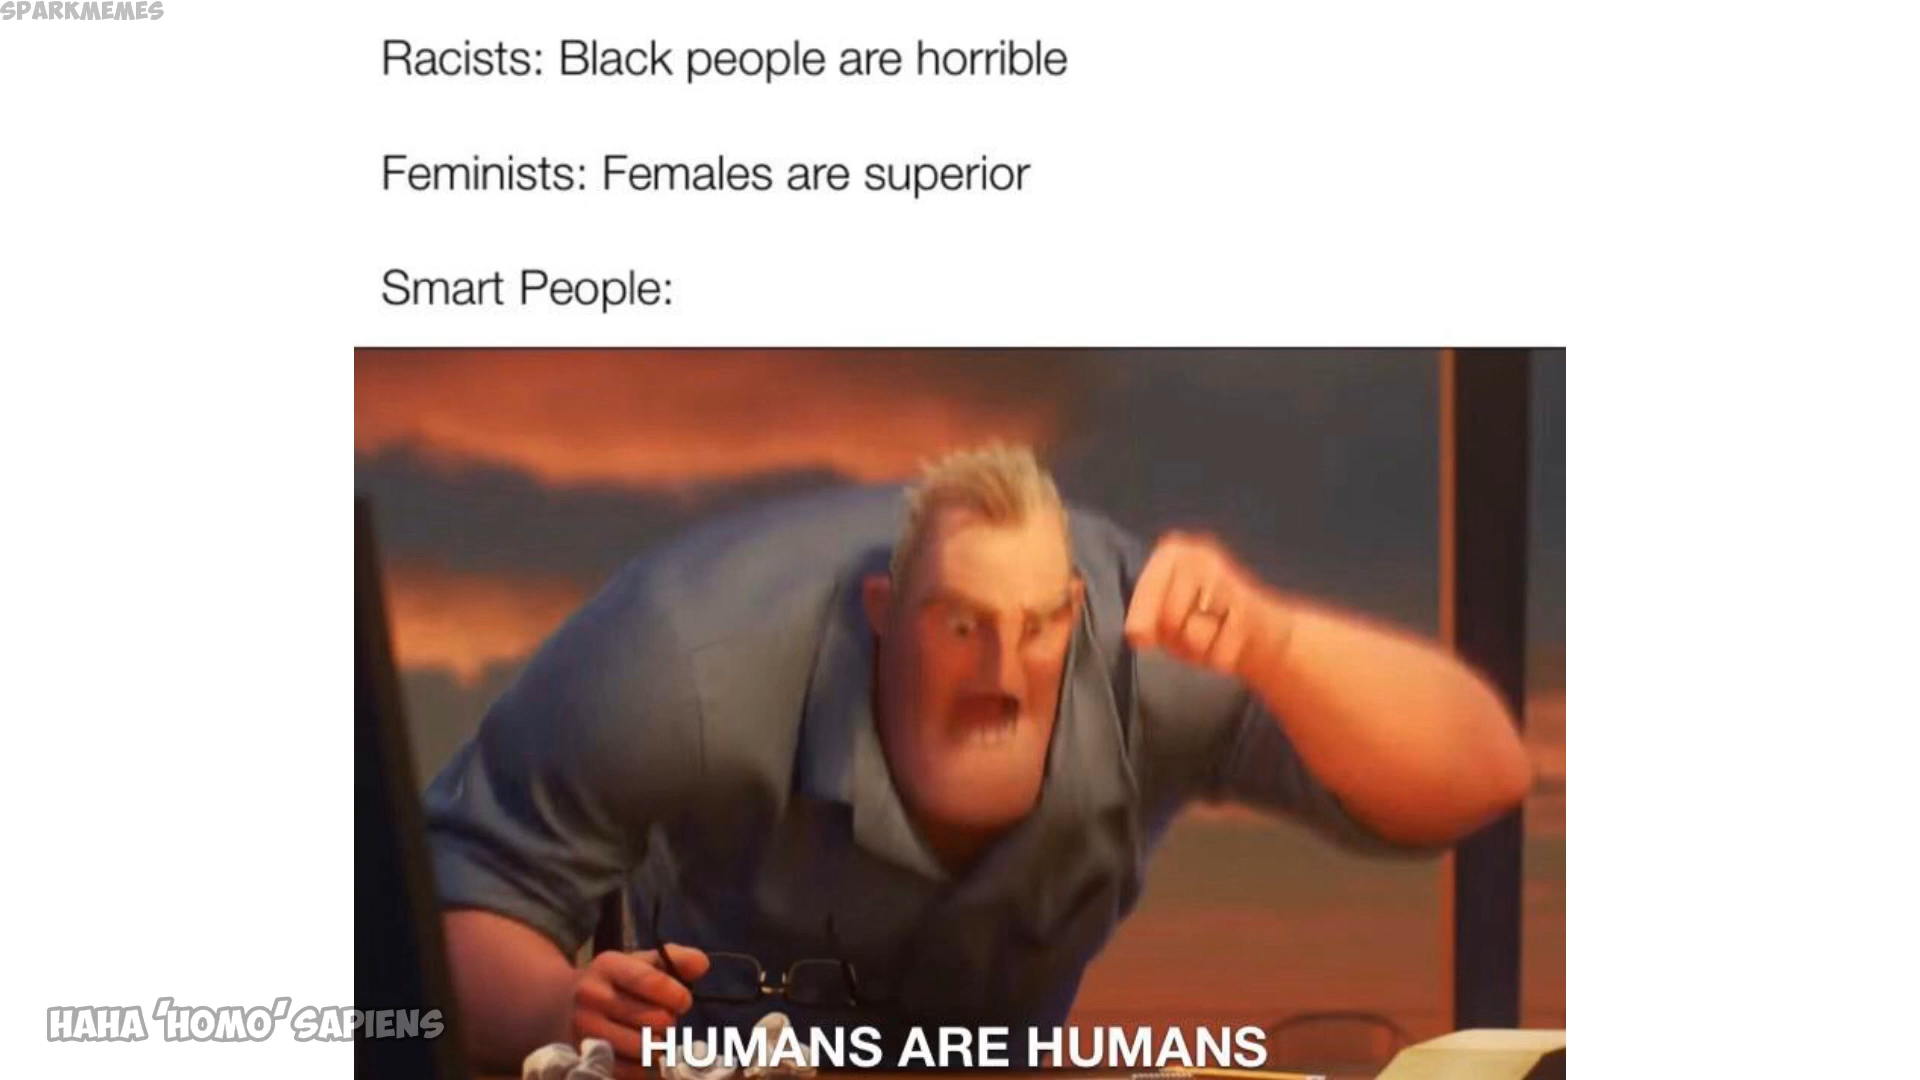 SPARKMEMES
Racists: Black people are horrible
Feminists: Females are superior
Smart People:
HAHA 'HOMO' SAPIENS
HUMANS ARE HUMANS